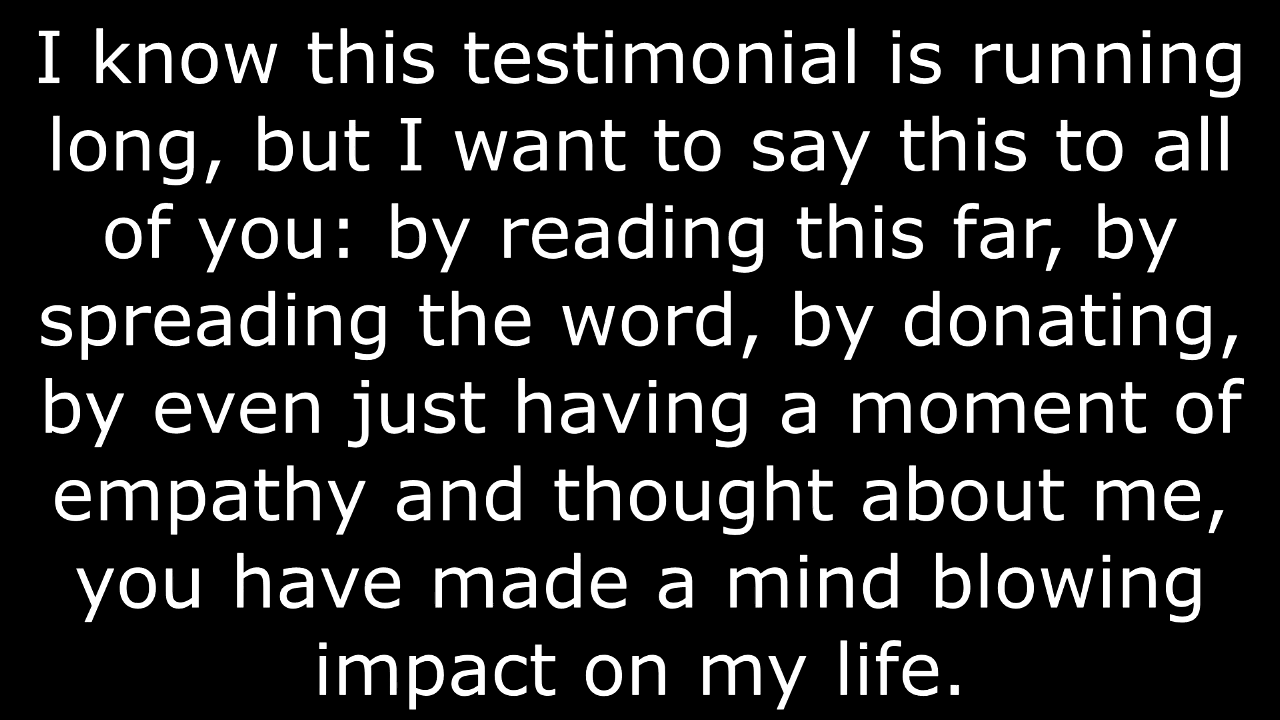 I know this testimonial is running
long, but I want to say this to all
of you: by reading this far, by
spreading the word, by donating,
by even just having a moment of
empathy and thought about me,
you have made a mind blowing
impact on my life.